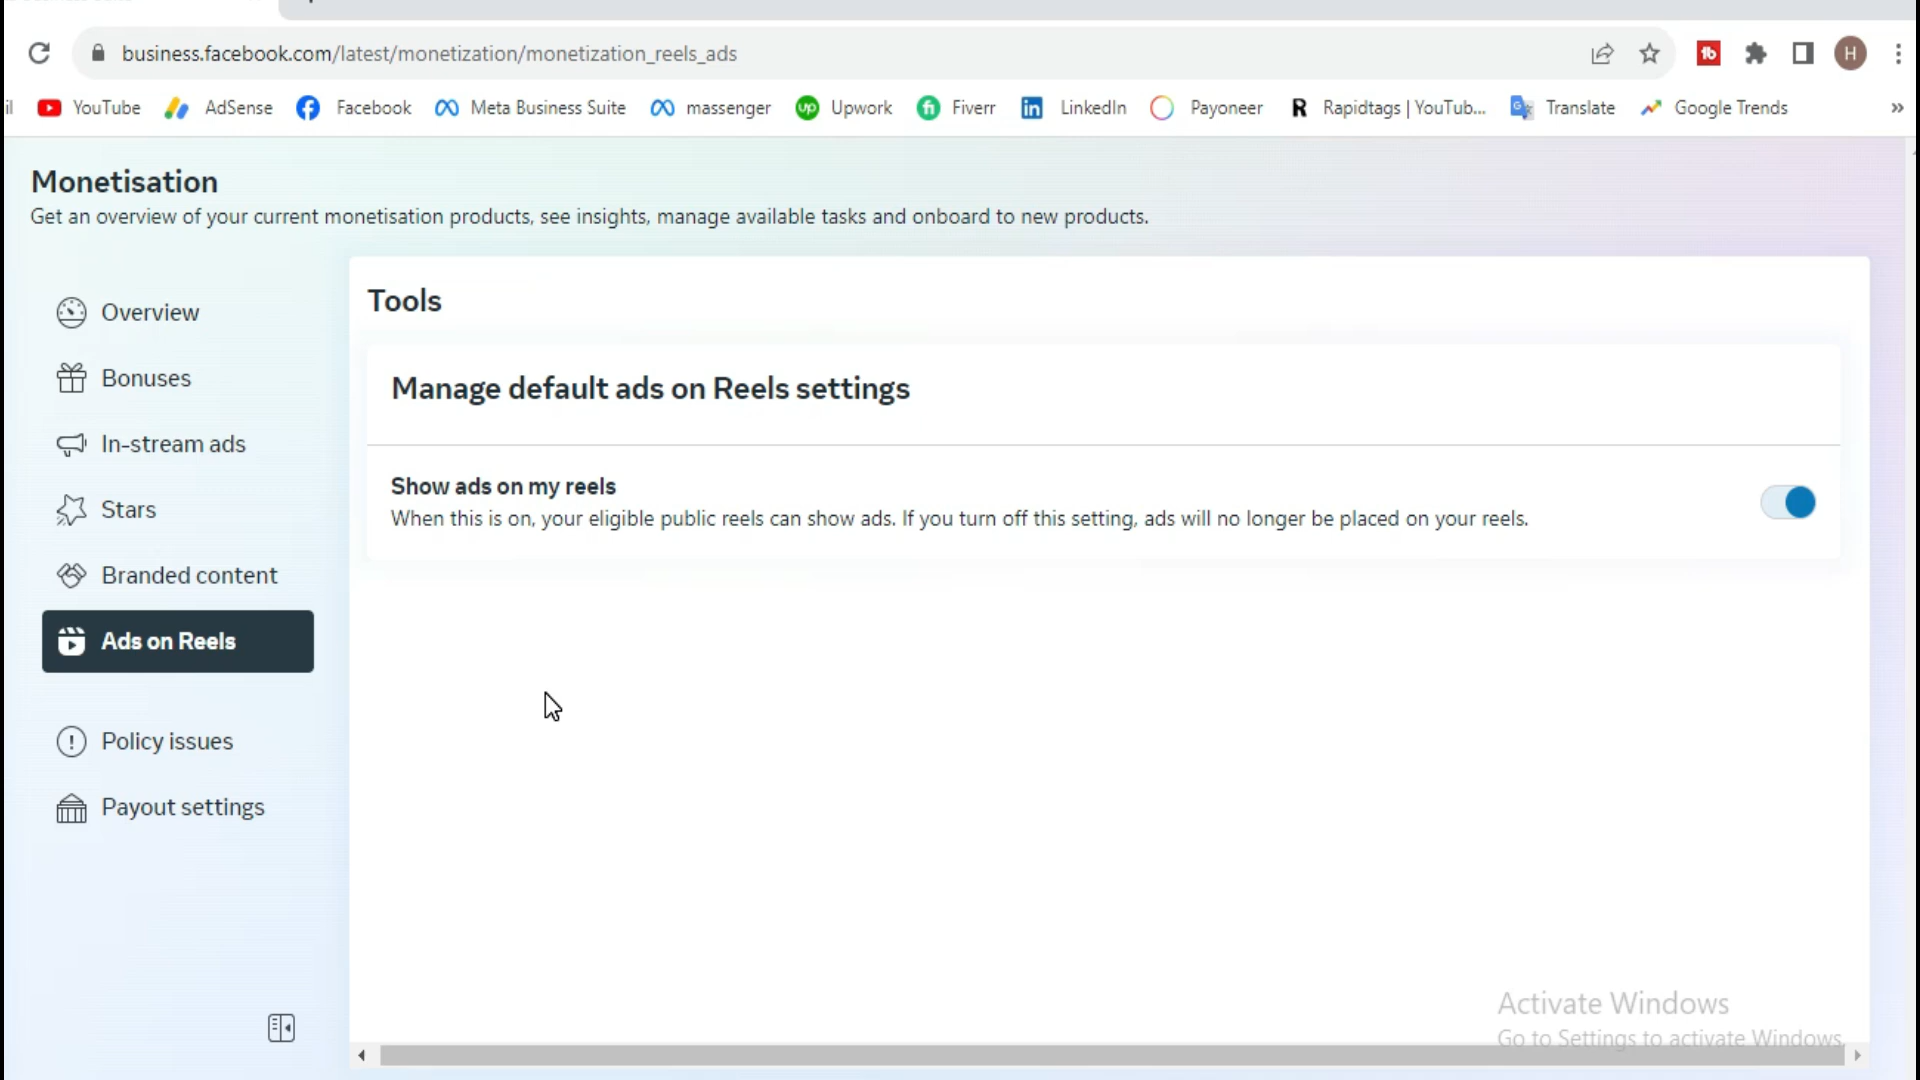 business.facebook.com/latest/monetization/monetization_reels_ads
H
YouTube AdSense Facebook Meta Business Suite massenger Upwork Fiverr LinkedIn Payoneer Rapidtags | YouTub... Translate Google Trends »
Monetisation
Get an overview of your current monetisation products, see insights, manage available tasks and onboard to new products.
Overview
Bonuses
In-stream ads
Stars
Branded content
Ads on Reels
Policy issues
Payout settings
Tools
Manage default ads on Reels settings
Show ads on my reels
When this is on, your eligible public reels can show ads. If you turn off this setting, ads will no longer be placed on your reels.
Activate Windows
Go to Settings to activate Windows.